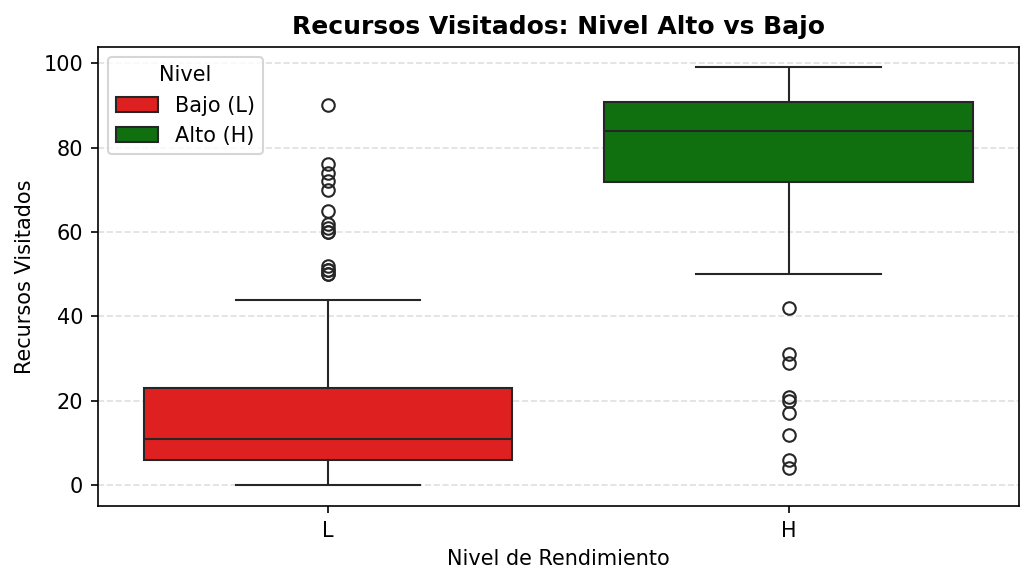 Recursos Visitados: Nivel Alto vs Bajo
Nivel
Bajo (L)
Alto (H)
Recursos Visitados
100
80
60
40
20
0
L
H
Nivel de Rendimiento